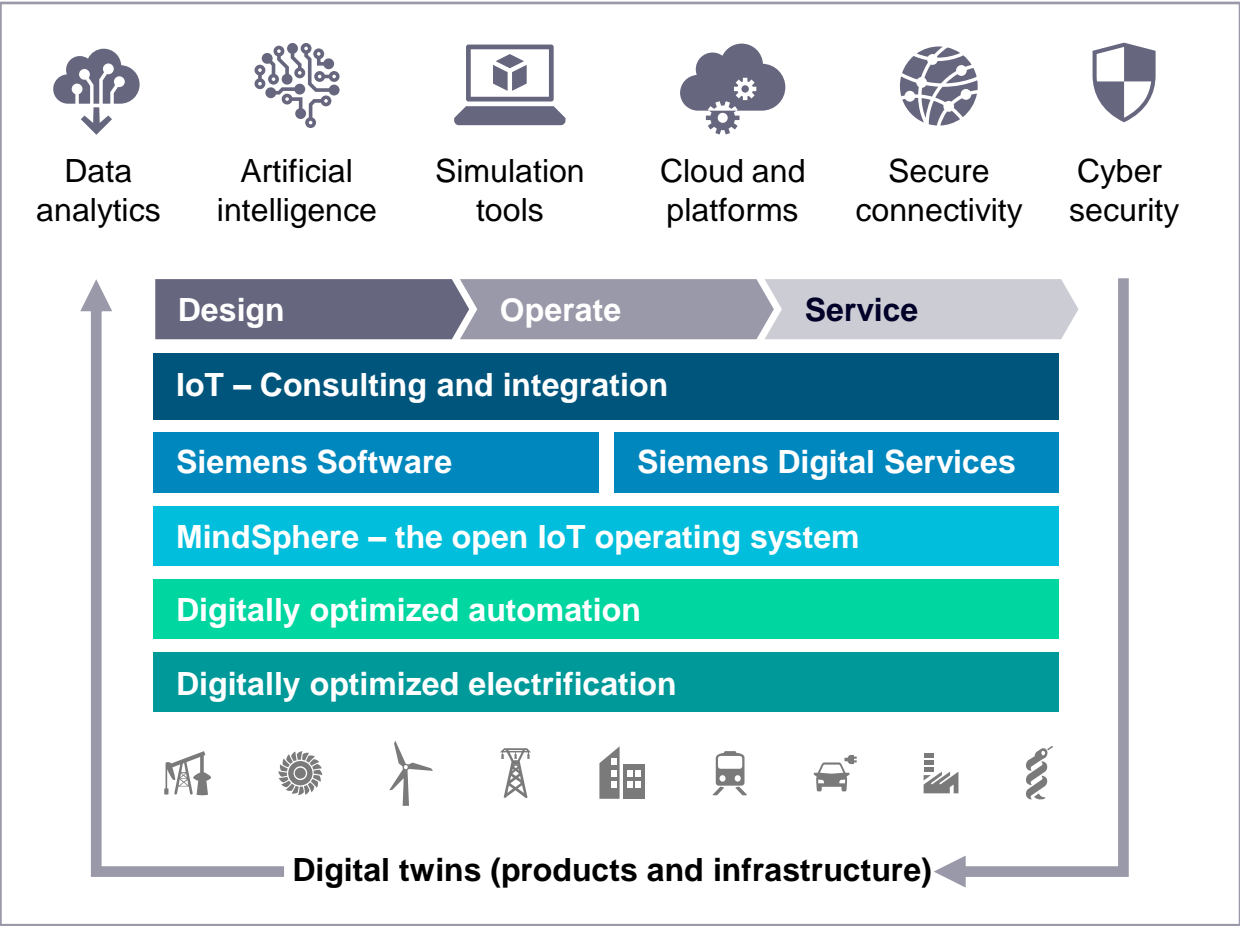 Data
analytics
Artificial
intelligence
Simulation
tools
Cloud and
platforms
Secure
connectivity
Cyber
security
Design
Operate
Service
IoT – Consulting and integration
Siemens Software
Siemens Digital Services
MindSphere – the open IoT operating system
Digitally optimized automation
Digitally optimized electrification
Digital twins (products and infrastructure)